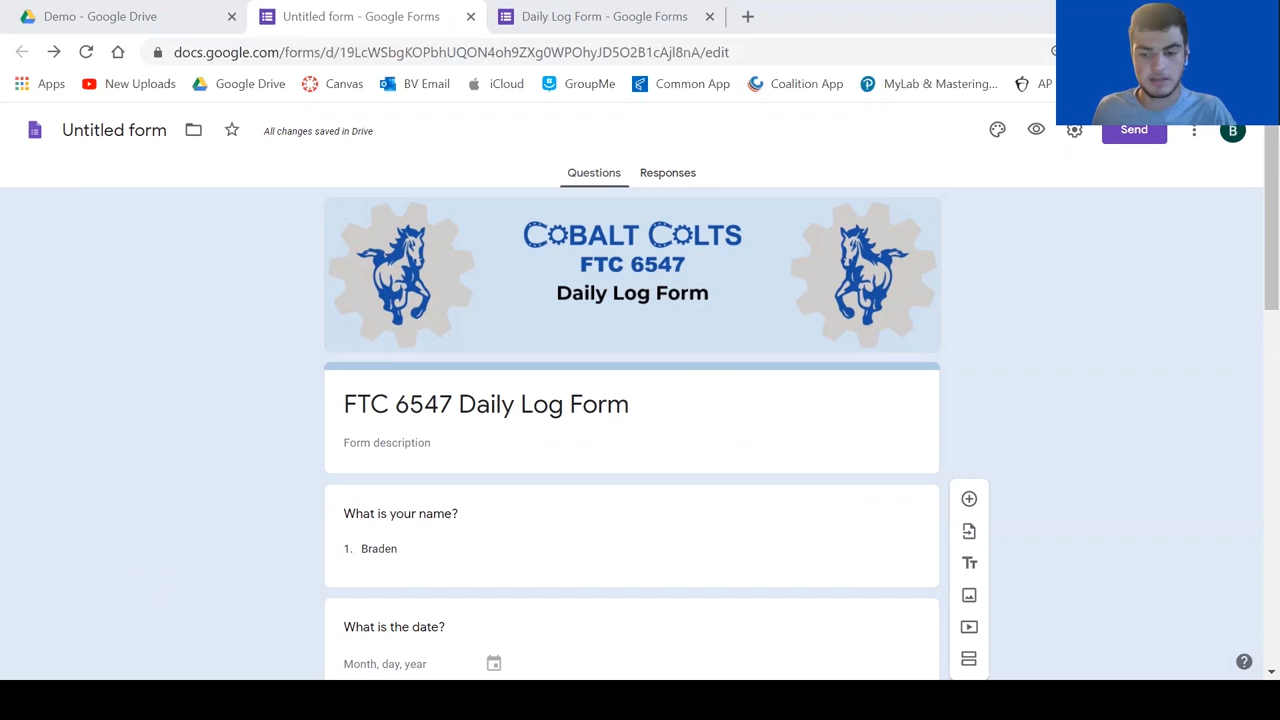 Demo - Google Drive
Untitled form - Google Forms
Daily Log Form - Google Forms
docs.google.com/forms/d/19LcWSbgKOPbhUQON4oh9ZXg0WPOhyJD5O2B1cAjl8nA/edit
Apps
New Uploads
Google Drive
Canvas
BV Email
iCloud
GroupMe
Common App
Coalition App
MyLab & Mastering...
AP
Untitled form
All changes saved in Drive
Send
B
Questions
Responses
COBALT COLTS
FTC 6547
Daily Log Form
FTC 6547 Daily Log Form
Form description
What is your name?
1. Braden
What is the date?
Month, day, year
Tт